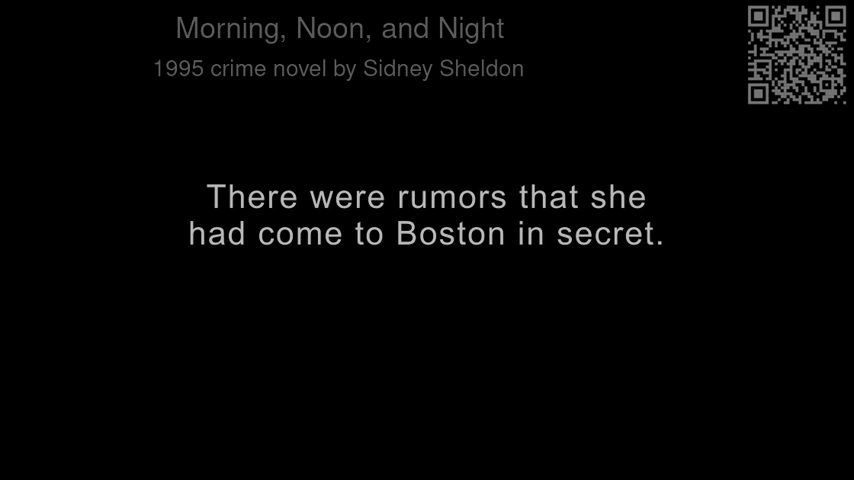 Morning, Noon, and Night
1995 crime novel by Sidney Sheldon
There were rumors that she
had come to Boston in secret.